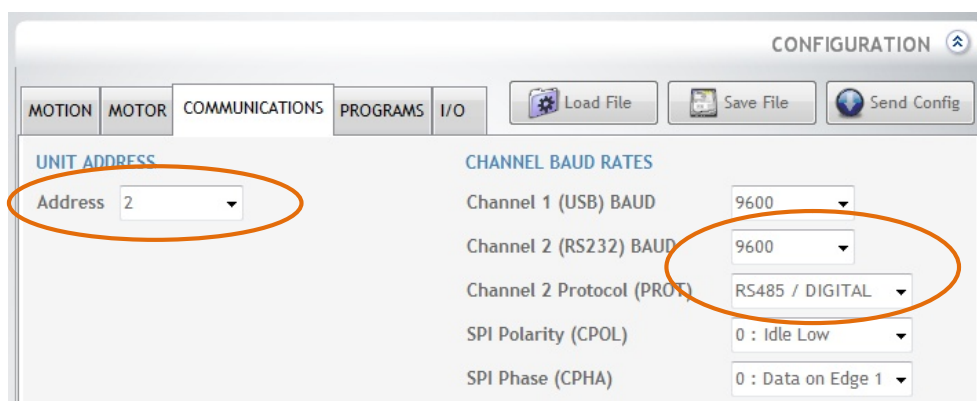 CONFIGURATION
MOTION MOTOR COMMUNICATIONS PROGRAMS I/O Load File Save File Send Config
UNIT ADDRESS
Address 2
CHANNEL BAUD RATES
Channel 1 (USB) BAUD 9600
Channel 2 (RS232) BAUD 9600
Channel 2 Protocol (PROT) RS485 / DIGITAL
SPI Polarity (CPOL) 0 : Idle Low
SPI Phase (CPHA) 0 : Data on Edge 1